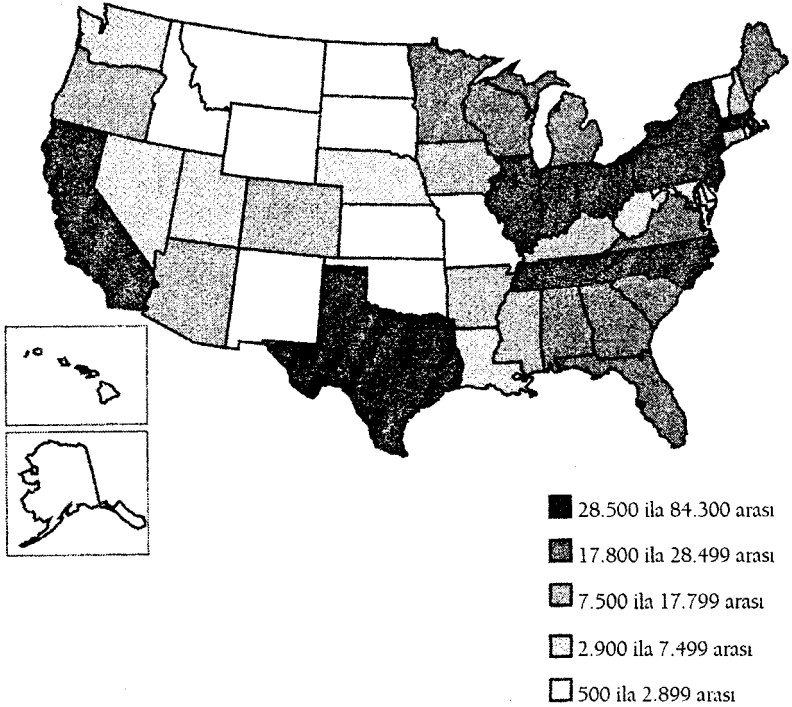 28.500 ila 84.300 arası
17.800 ila 28.499 arası
7.500 ila 17.799 arası
2.900 ila 7.499 arası
500 ila 2.899 arası